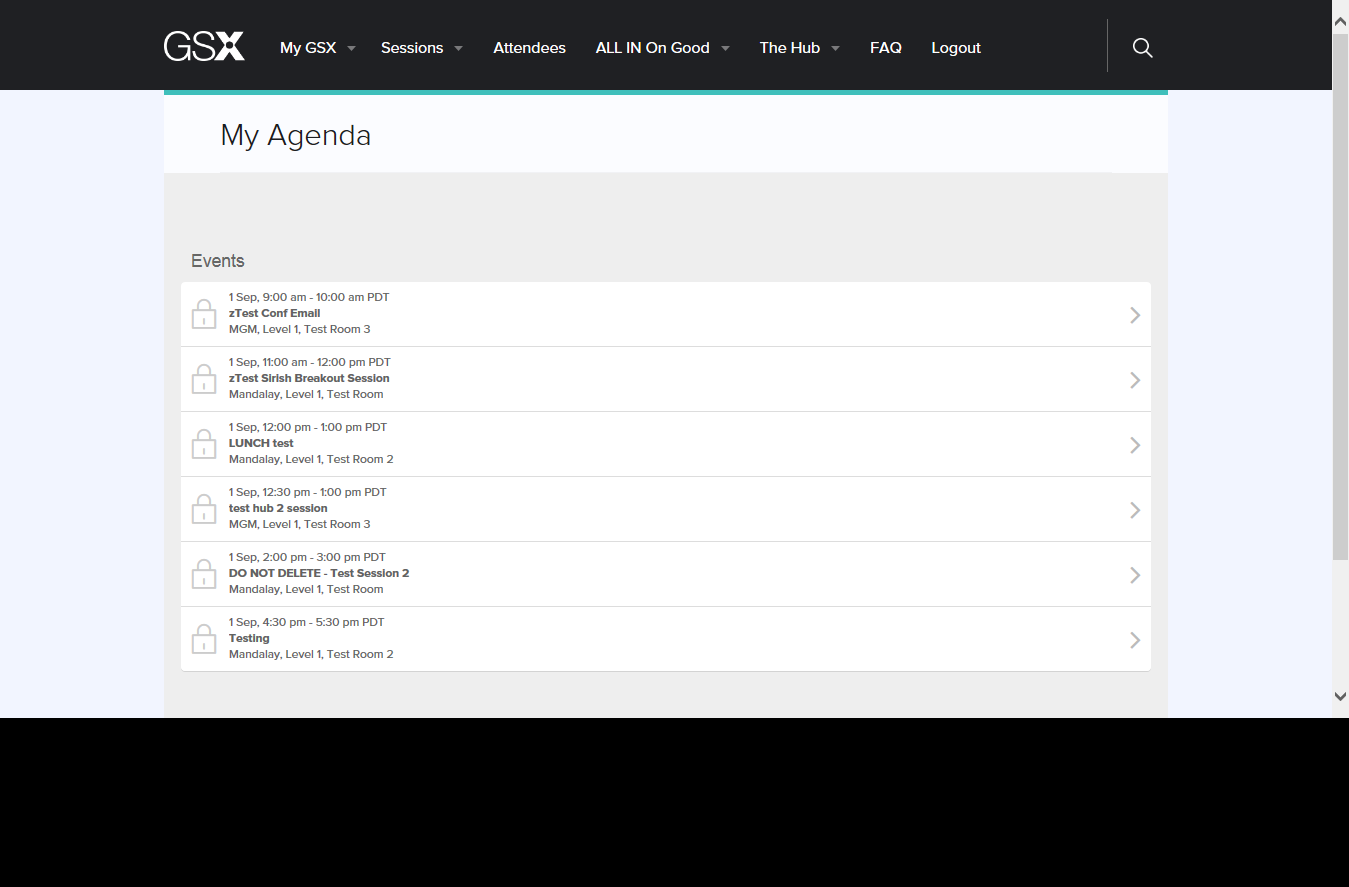 GSX
My GSX Sessions Attendees ALL IN On Good The Hub FAQ Logout
My Agenda
Events
1 Sep, 9:00 am - 10:00 am PDT
zTest Conf Email
MGM, Level 1, Test Room 3
1 Sep, 11:00 am - 12:00 pm PDT
zTest Sirish Breakout Session
Mandalay, Level 1, Test Room
1 Sep, 12:00 pm - 1:00 pm PDT
LUNCH test
Mandalay, Level 1, Test Room 2
1 Sep, 12:30 pm - 1:00 pm PDT
test hub 2 session
MGM, Level 1, Test Room 3
1 Sep, 2:00 pm - 3:00 pm PDT
DO NOT DELETE - Test Session 2
Mandalay, Level 1, Test Room
1 Sep, 4:30 pm - 5:30 pm PDT
Testing
Mandalay, Level 1, Test Room 2